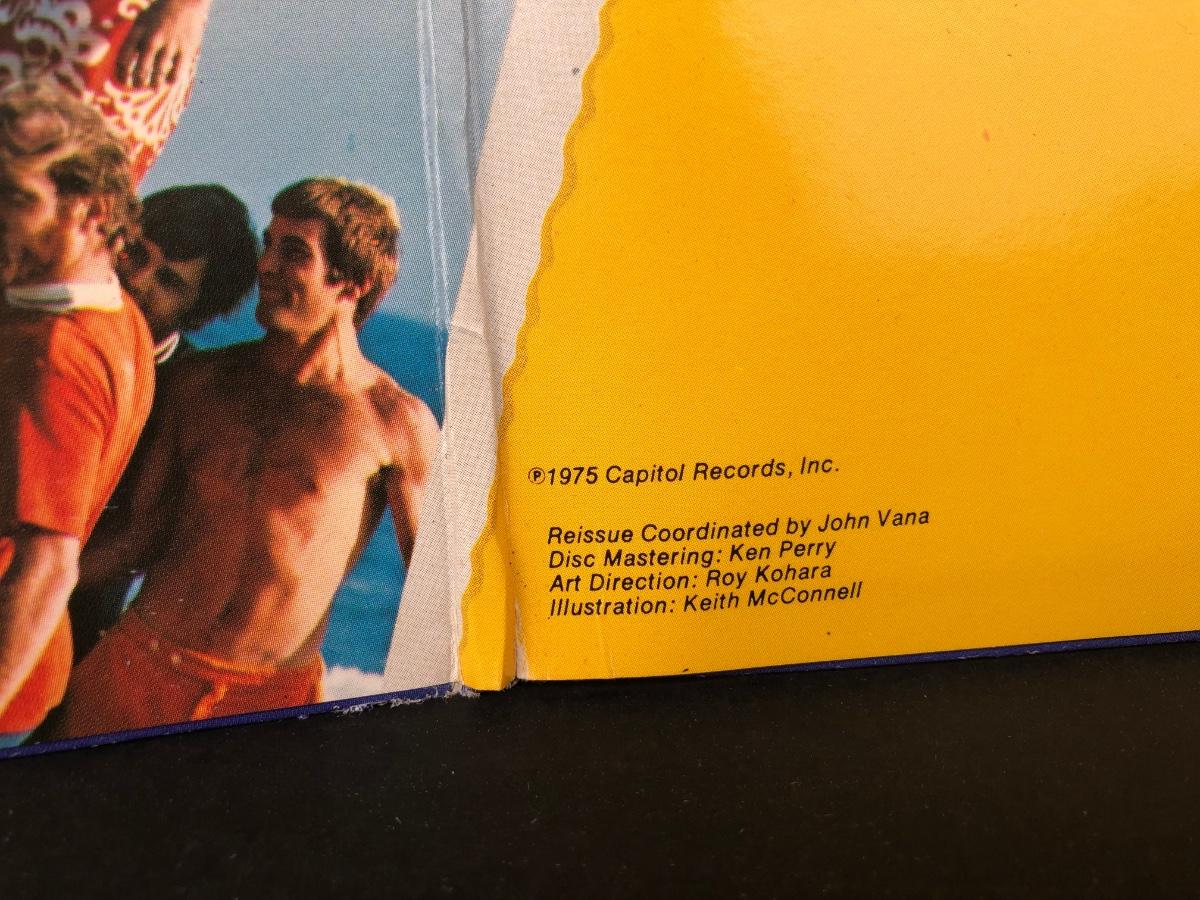 ℗1975 Capitol Records, Inc.
Reissue Coordinated by John Vana
Disc Mastering: Ken Perry
Art Direction: Roy Kohara
Illustration: Keith McConnell